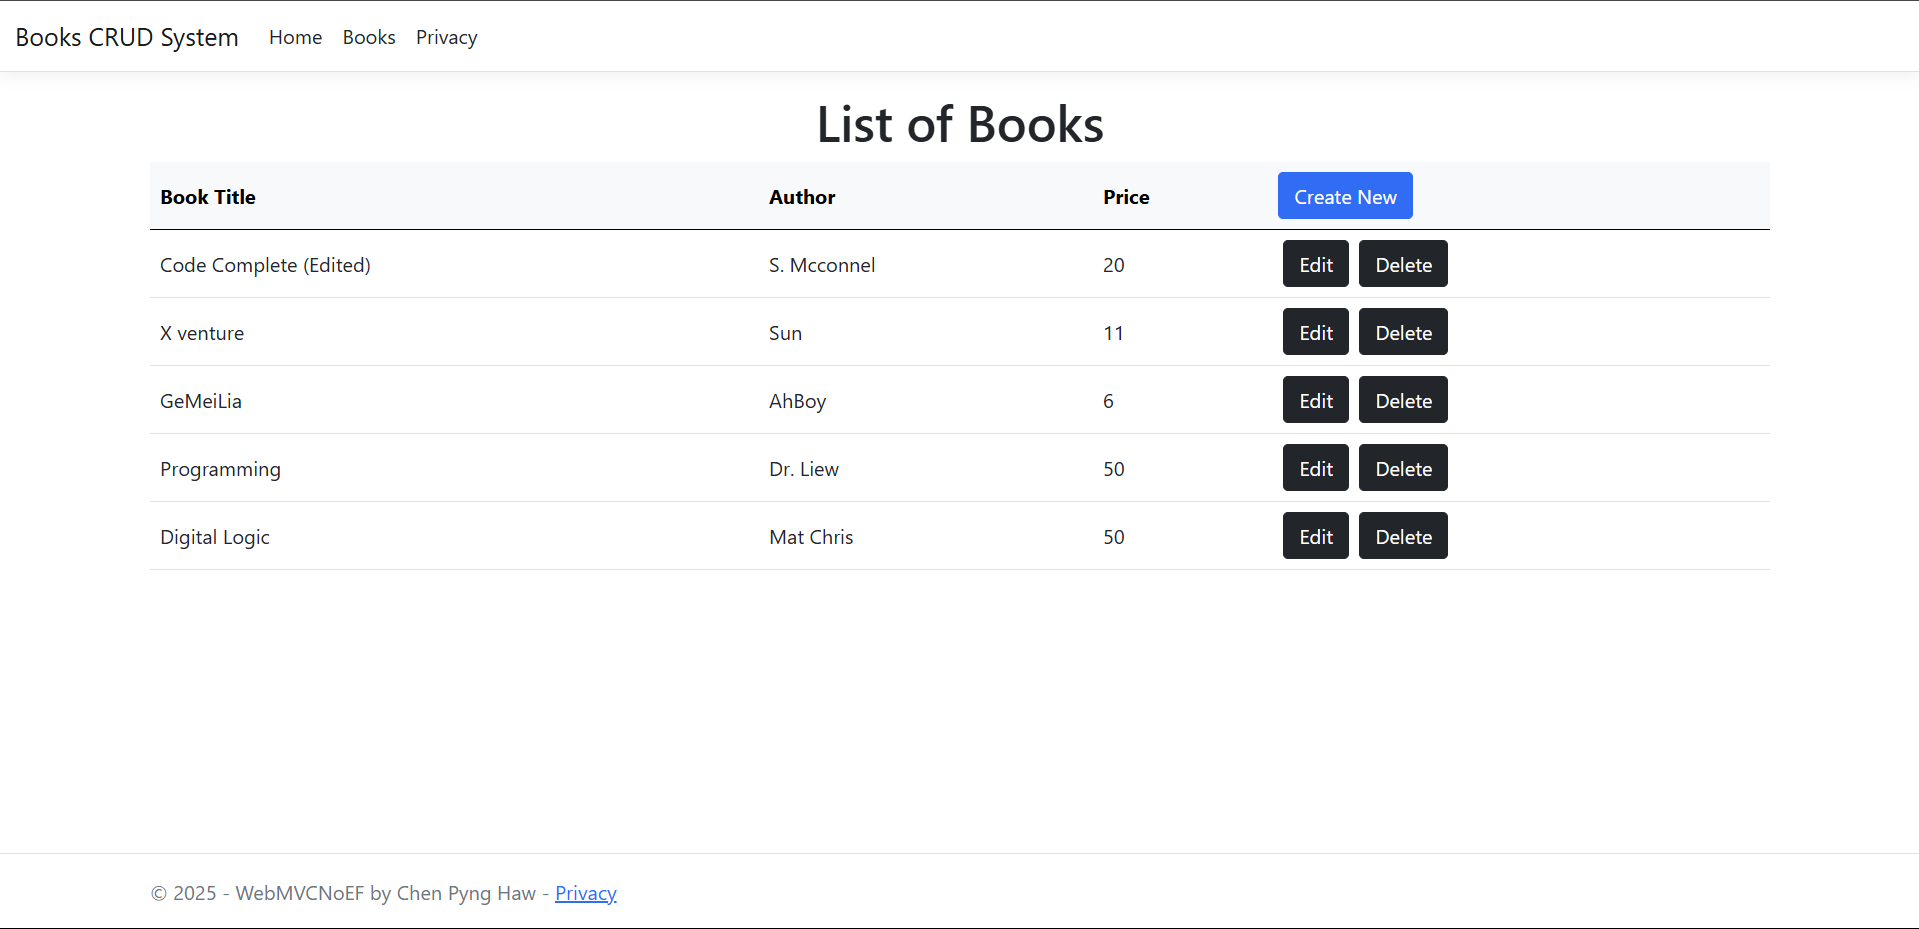 Books CRUD System Home Books Privacy
List of Books
Book Title Author Price Create New
Code Complete (Edited) S. Mcconnel 20 Edit Delete
X venture Sun 11 Edit Delete
GeMeiLia AhBoy 6 Edit Delete
Programming Dr. Liew 50 Edit Delete
Digital Logic Mat Chris 50 Edit Delete
© 2025 - WebMVCNoEF by Chen Pyng Haw - Privacy